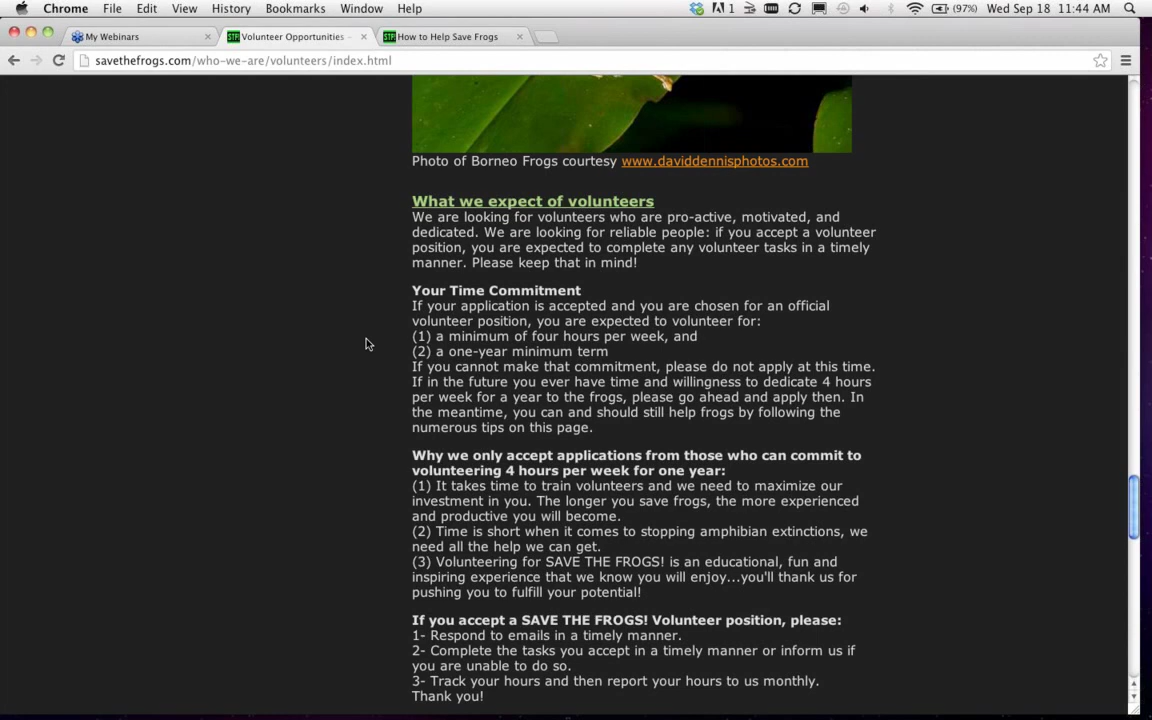 Chrome File Edit View History Bookmarks Window Help 1 (97%) Wed Sep 18 11:44 AM
My Webinars × STF! Volunteer Opportunities - × STF! How to Help Save Frogs ×
savethefrogs.com/who-we-are/volunteers/index.html
Photo of Borneo Frogs courtesy www.daviddennisphotos.com
What we expect of volunteers
We are looking for volunteers who are pro-active, motivated, and
dedicated. We are looking for reliable people: if you accept a volunteer
position, you are expected to complete any volunteer tasks in a timely
manner. Please keep that in mind!
Your Time Commitment
If your application is accepted and you are chosen for an official
volunteer position, you are expected to volunteer for:
(1) a minimum of four hours per week, and
(2) a one-year minimum term
If you cannot make that commitment, please do not apply at this time.
If in the future you ever have time and willingness to dedicate 4 hours
per week for a year to the frogs, please go ahead and apply then. In
the meantime, you can and should still help frogs by following the
numerous tips on this page.
Why we only accept applications from those who can commit to
volunteering 4 hours per week for one year:
(1) It takes time to train volunteers and we need to maximize our
investment in you. The longer you save frogs, the more experienced
and productive you will become.
(2) Time is short when it comes to stopping amphibian extinctions, we
need all the help we can get.
(3) Volunteering for SAVE THE FROGS! is an educational, fun and
inspiring experience that we know you will enjoy...you'll thank us for
pushing you to fulfill your potential!
If you accept a SAVE THE FROGS! Volunteer position, please:
1- Respond to emails in a timely manner.
2- Complete the tasks you accept in a timely manner or inform us if
you are unable to do so.
3- Track your hours and then report your hours to us monthly.
Thank you!